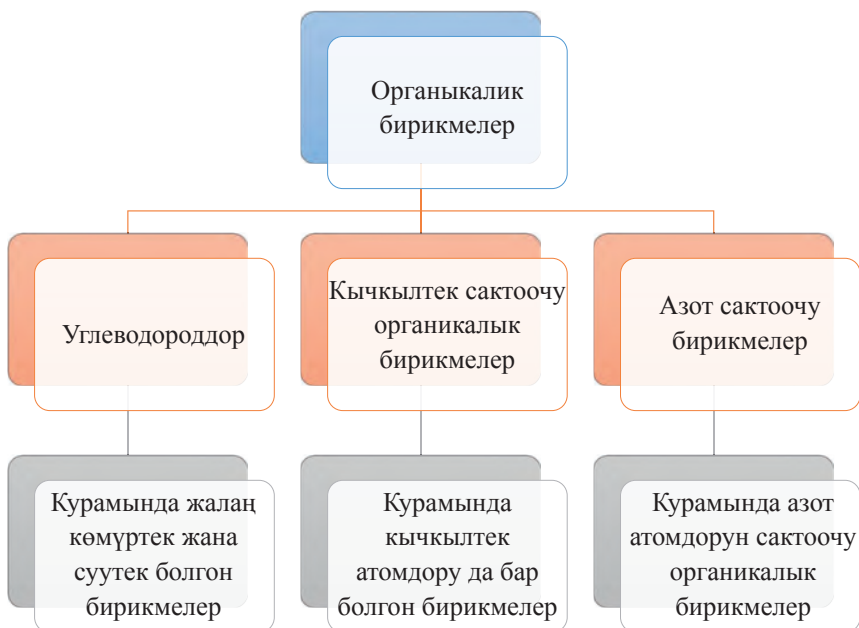 Органыкалик
бирикмелер
Углеводороддор
Кычкылтек сактоочу
органикалык
бирикмелер
Азот сактоочу
бирикмелер
Курамында жалаң
көмүртек жана
суутек болгон
бирикмелер
Курамында
кычкылтек
атомдору да бар
болгон бирикмелер
Курамында азот
атомдорун сактоочу
органикалык
бирикмелер